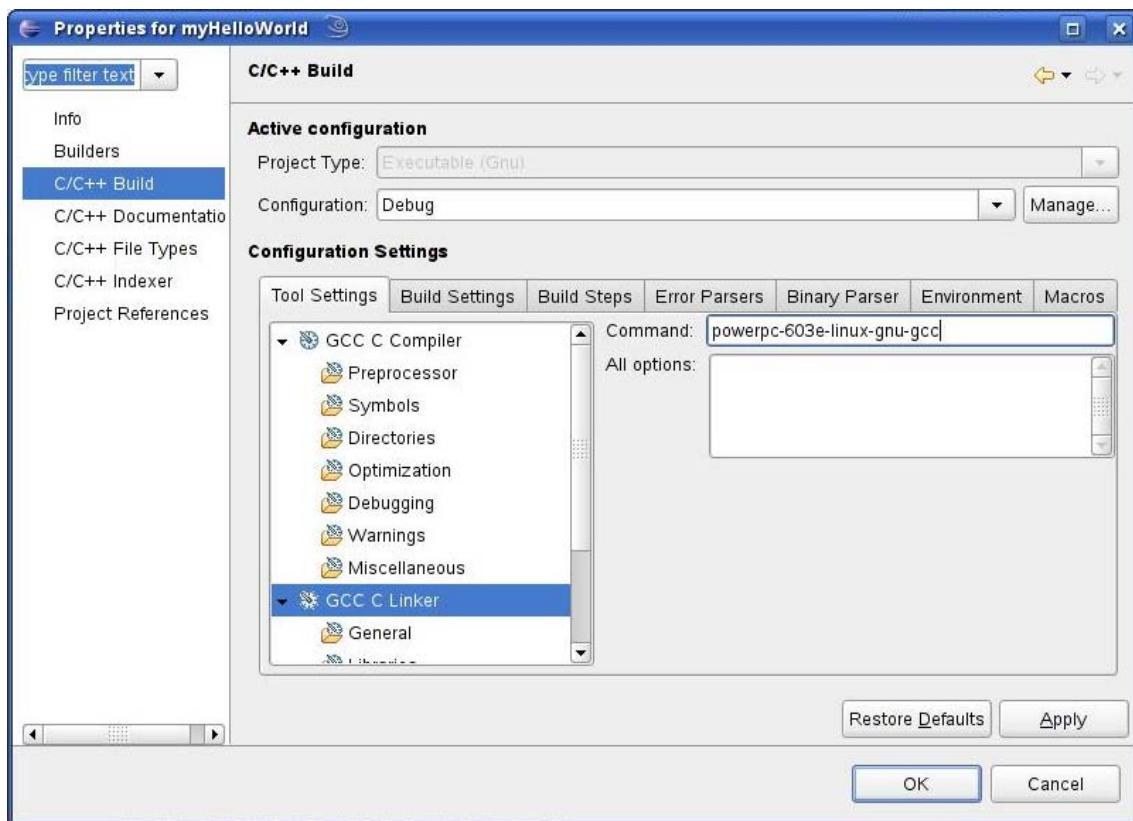 Properties for myHelloWorld
type filter text
Info
Builders
C/C++ Build
C/C++ Documentatio
C/C++ File Types
C/C++ Indexer
Project References
C/C++ Build
Active configuration
Project Type: Executable (Gnu)
Configuration: Debug Manage...
Configuration Settings
Tool Settings Build Settings Build Steps Error Parsers Binary Parser Environment Macros
GCC C Compiler
Preprocessor
Symbols
Directories
Optimization
Debugging
Warnings
Miscellaneous
GCC C Linker
General
Libraries
Command: powerpc-603e-linux-gnu-gcc
All options:
Restore Defaults Apply
OK Cancel